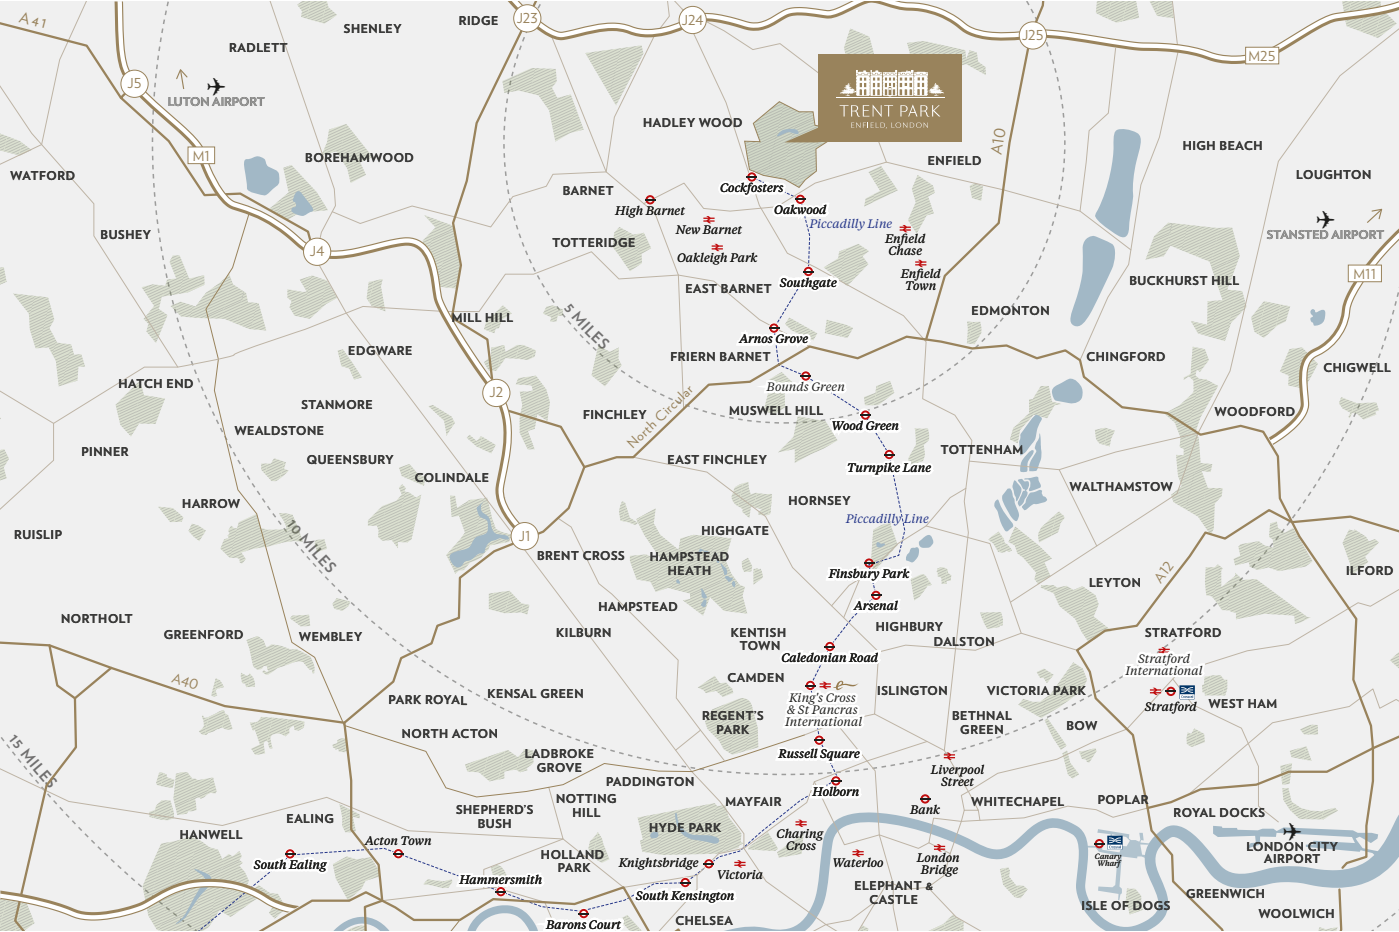 A41
SHENLEY
RIDGE
J23
J24
J25
M25
RADLETT
J5
LUTON AIRPORT
TRENT PARK
ENFIELD, LONDON
HADLEY WOOD
A10
M1
BOREHAMWOOD
ENFIELD
HIGH BEACH
WATFORD
LOUGHTON
BARNET
Cockfosters
High Barnet
Oakwood
New Barnet
Piccadilly Line
BUSHEY
J4
TOTTERIDGE
Oakleigh Park
Enfield
Chase
STANSTED AIRPORT
Enfield
Town
M11
EAST BARNET
Southgate
BUCKHURST HILL
MILL HILL
5 MILES
EDMONTON
Arnos Grove
EDGWARE
FRIERN BARNET
CHINGFORD
CHIGWELL
HATCH END
J2
Bounds Green
STANMORE
FINCHLEY
North Circular
MUSWELL HILL
WOODFORD
Wood Green
WEALDSTONE
PINNER
QUEENSBURY
EAST FINCHLEY
Turnpike Lane
TOTTENHAM
COLINDALE
WALTHAMSTOW
HARROW
HORNSEY
Piccadilly Line
RUISLIP
10 MILES
J1
HIGHGATE
BRENT CROSS
HAMPSTEAD
HEATH
Finsbury Park
ILFORD
A12
LEYTON
HAMPSTEAD
Arsenal
NORTHOLT
GREENFORD
WEMBLEY
KILBURN
KENTISH
TOWN
HIGHBURY
DALSTON
STRATFORD
Caledonian Road
Stratford
International
A40
CAMDEN
PARK ROYAL
KENSAL GREEN
King's Cross
& St Pancras
International
ISLINGTON
VICTORIA PARK
Stratford
WEST HAM
REGENT'S
PARK
BETHNAL
GREEN
BOW
NORTH ACTON
15 MILES
LADBROKE
GROVE
Russell Square
Liverpool
Street
PADDINGTON
Holborn
NOTTING
HILL
MAYFAIR
Bank
WHITECHAPEL
POPLAR
SHEPHERD'S
BUSH
ROYAL DOCKS
EALING
HANWELL
Acton Town
HYDE PARK
Charing
Cross
LONDON CITY
AIRPORT
South Ealing
HOLLAND
PARK
Knightsbridge
Victoria
Waterloo
London
Bridge
Canary
Wharf
Hammersmith
South Kensington
ELEPHANT &
CASTLE
GREENWICH
ISLE OF DOGS
WOOLWICH
Barons Court
CHELSEA